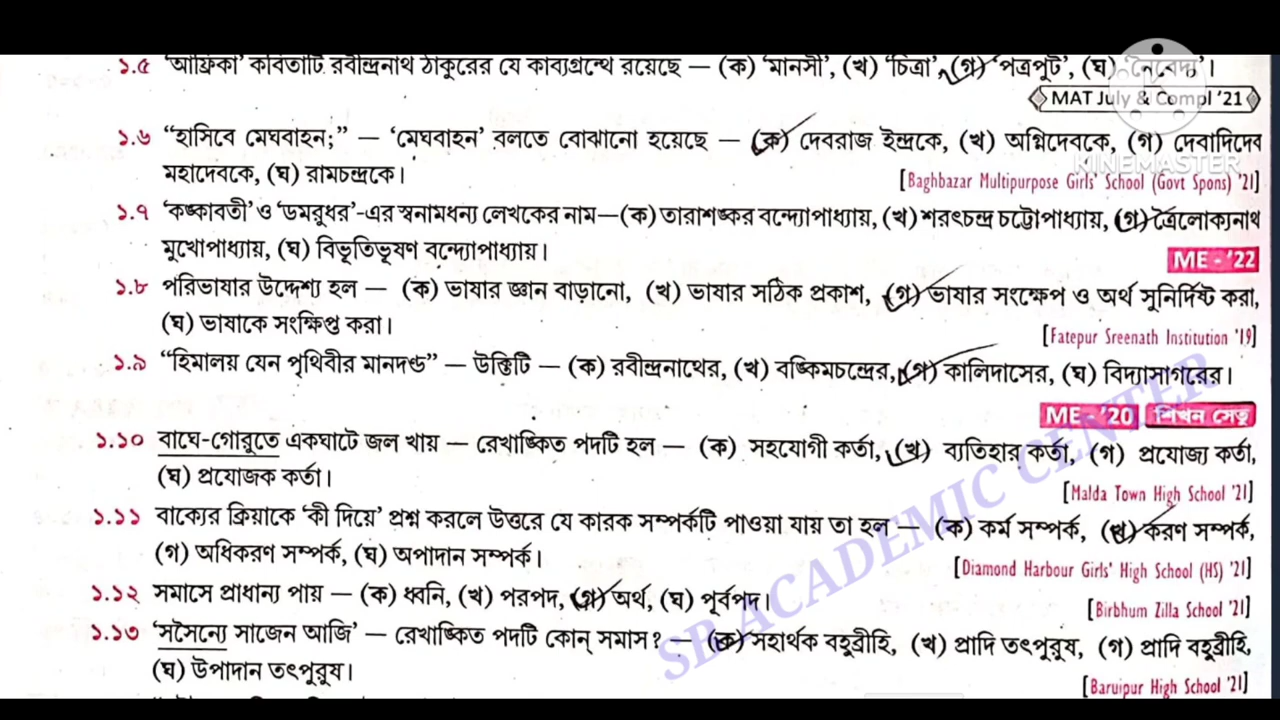 ১.৫ 'আফ্রিকা' কবিতাটি রবীন্দ্রনাথ ঠাকুরের যে কাব্যগ্রন্থে রয়েছে — (ক) 'মানসী', (খ) 'চিত্রা', (গ) 'পত্রপুট', (ঘ) 'নৈবেদ্য'।
MAT July & Compl '21
১.৬ "হাসিবে মেঘবাহন;" — 'মেঘবাহন' বলতে বোঝানো হয়েছে — (ক) দেবরাজ ইন্দ্রকে, (খ) অগ্নিদেবকে, (গ) দেবাদিদেব
KINEMASTER
মহাদেবকে, (ঘ) রামচন্দ্রকে।
[Baghbazar Multipurpose Girls' School (Govt Spons) '21]
১.৭ 'কঙ্কাবতী' ও 'ডমরুধর'-এর স্বনামধন্য লেখকের নাম—(ক) তারাশঙ্কর বন্দ্যোপাধ্যায়, (খ) শরৎচন্দ্র চট্টোপাধ্যায়, (গ) ত্রৈলোক্যনাথ
মুখোপাধ্যায়, (ঘ) বিভূতিভূষণ বন্দ্যোপাধ্যায়।
ME - '22
১.৮ পরিভাষার উদ্দেশ্য হল — (ক) ভাষার জ্ঞান বাড়ানো, (খ) ভাষার সঠিক প্রকাশ, (গ) ভাষার সংক্ষেপ ও অর্থ সুনির্দিষ্ট করা,
(ঘ) ভাষাকে সংক্ষিপ্ত করা।
[Fatepur Sreenath Institution '19]
১.৯ "হিমালয় যেন পৃথিবীর মানদণ্ড" — উক্তিটি — (ক) রবীন্দ্রনাথের, (খ) বঙ্কিমচন্দ্রের, (গ) কালিদাসের, (ঘ) বিদ্যাসাগরের।
ME - '20 শিখন সেতু
১.১০ বাঘে-গোরুতে একঘাটে জল খায় — রেখাঙ্কিত পদটি হল — (ক) সহযোগী কর্তা, (খ) ব্যতিহার কর্তা, (গ) প্রযোজ্য কর্তা,
(ঘ) প্রযোজক কর্তা।
[Malda Town High School '21]
১.১১ বাক্যের ক্রিয়াকে 'কী দিয়ে' প্রশ্ন করলে উত্তরে যে কারক সম্পর্কটি পাওয়া যায় তা হল — (ক) কর্ম সম্পর্ক, (খ) করণ সম্পর্ক,
(গ) অধিকরণ সম্পর্ক, (ঘ) অপাদান সম্পর্ক।
[Diamond Harbour Girls' High School (HS) '21]
১.১২ সমাসে প্রাধান্য পায় — (ক) ধ্বনি, (খ) পরপদ, (গ) অর্থ, (ঘ) পূর্বপদ।
[Birbhum Zilla School '21]
১.১৩ 'সসৈন্যে সাজেন আজি' — রেখাঙ্কিত পদটি কোন্ সমাস? — (ক) সহার্থক বহুব্রীহি, (খ) প্রাদি তৎপুরুষ, (গ) প্রাদি বহুব্রীহি,
(ঘ) উপাদান তৎপুরুষ।
[Baruipur High School '21]
SB ACADEMIC CENTER